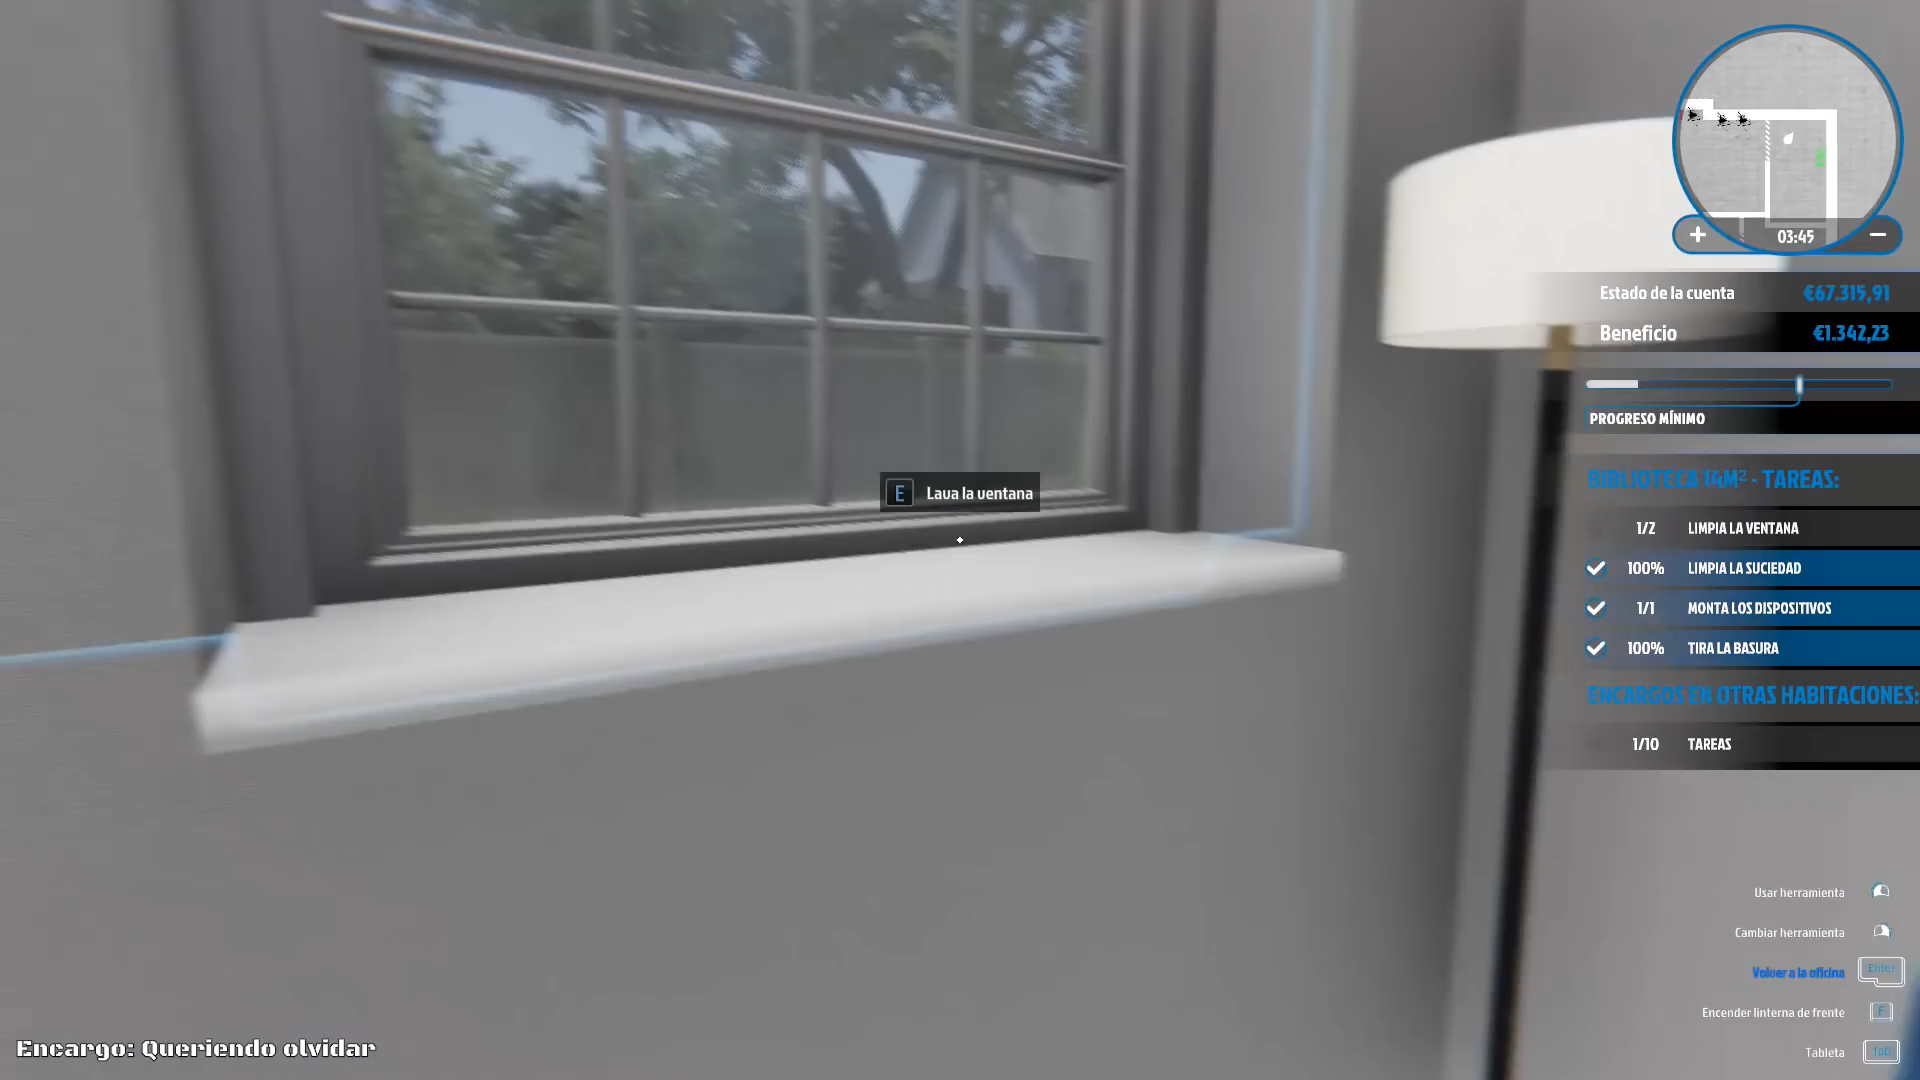 + 03:45 −
Estado de la cuenta €67.315,91
Beneficio €1.342,23
PROGRESO MÍNIMO
E Lava la ventana
BIBLIOTECA 14M² - TAREAS:
1/2 LIMPIA LA VENTANA
100% LIMPIA LA SUCIEDAD
1/1 MONTA LOS DISPOSITIVOS
100% TIRA LA BASURA
ENCARGOS EN OTRAS HABITACIONES:
1/10 TAREAS
Usar herramienta
Cambiar herramienta
Volver a la oficina Enter
Encender linterna de frente F
Tableta Tab
Encargo: Queriendo olvidar